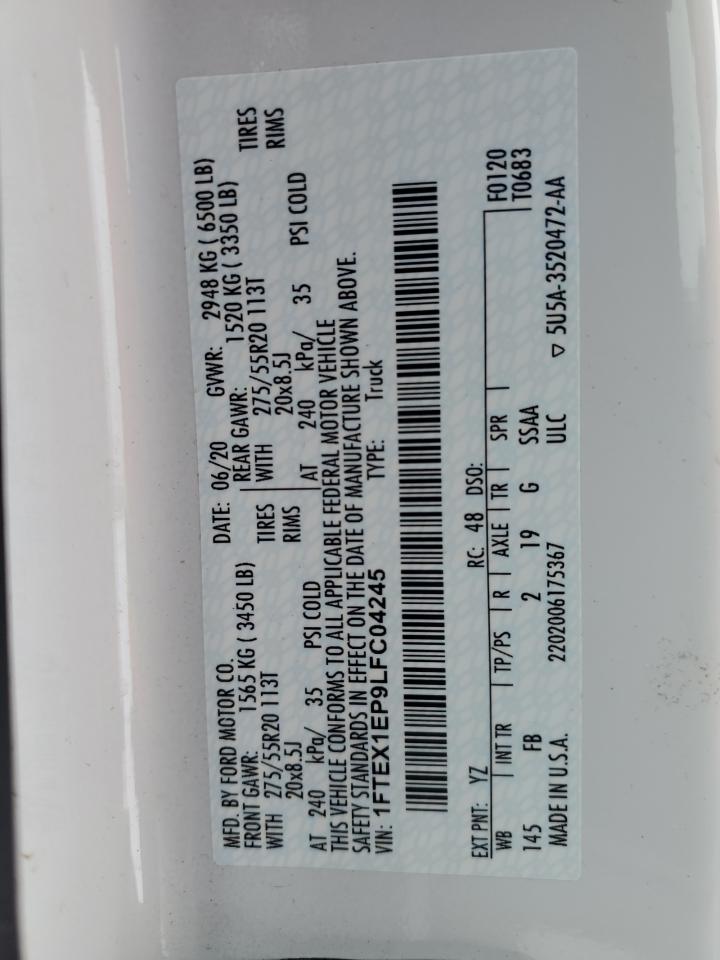 MFD. BY FORD MOTOR CO.
DATE: 06/20 GVWR: 2948 KG ( 6500 LB)
FRONT GAWR: 1565 KG ( 3450 LB) REAR GAWR: 1520 KG ( 3350 LB)
WITH 275/55R20 113T TIRES WITH 275/55R20 113T TIRES
20x8.5J RIMS 20x8.5J RIMS
AT 240 kPa/ 35 PSI COLD AT 240 kPa/ 35 PSI COLD
THIS VEHICLE CONFORMS TO ALL APPLICABLE FEDERAL MOTOR VEHICLE
SAFETY STANDARDS IN EFFECT ON THE DATE OF MANUFACTURE SHOWN ABOVE.
VIN: 1FTEX1EP9LFC04245 TYPE: Truck
EXT PNT: YZ RC: 48 DSO: F0120
WB INT TR TP/PS R AXLE TR SPR T0683
145 FB 2 19 G SSAA
MADE IN U.S.A. 2202006175367 ULC ▽ 5U5A-3520472-AA